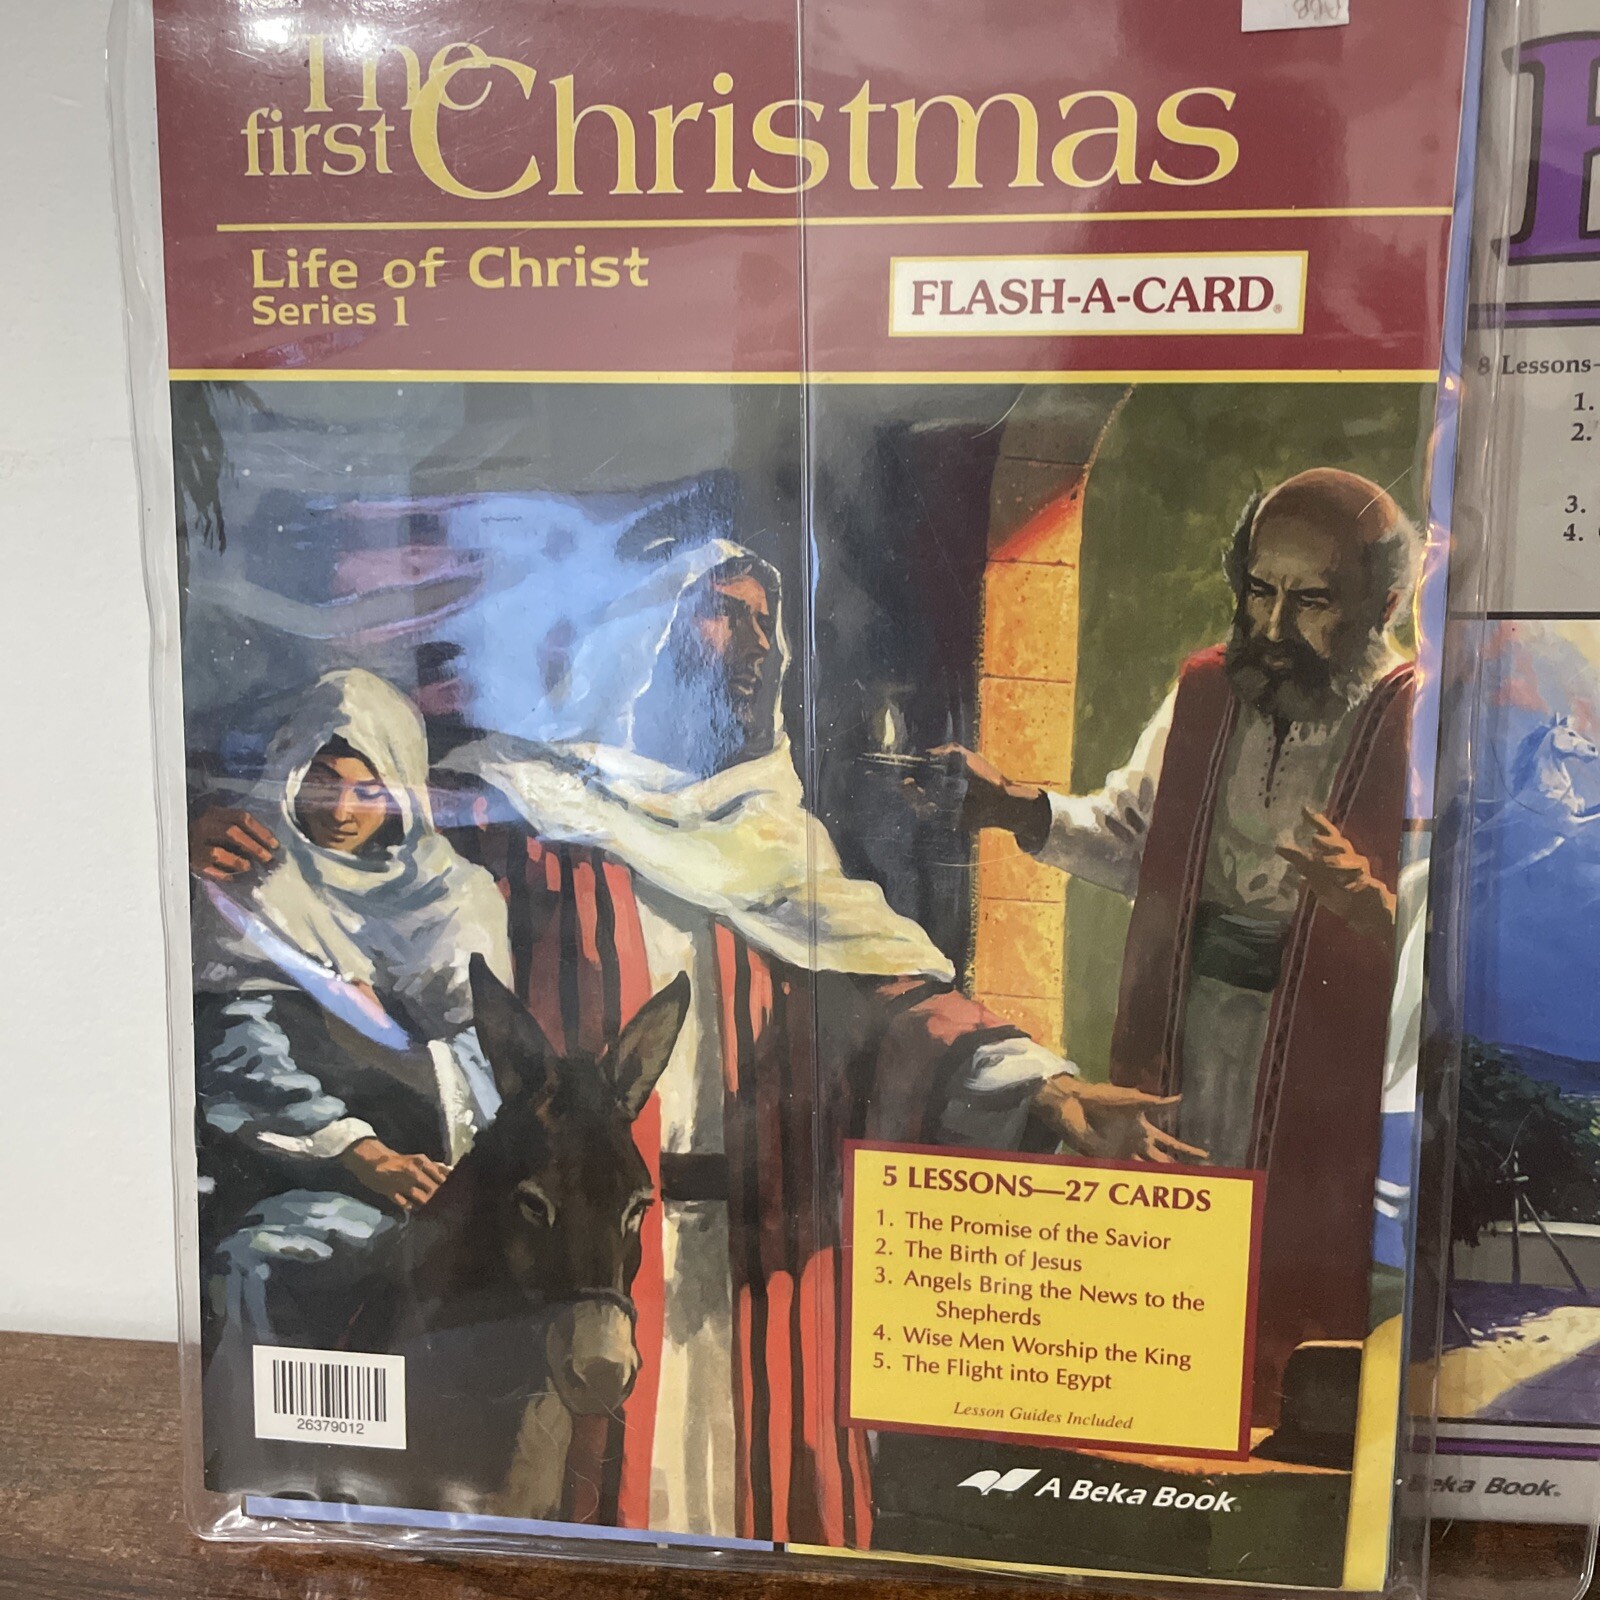 The
first Christmas
Life of Christ
Series 1
FLASH-A-CARD®
5 LESSONS—27 CARDS
1. The Promise of the Savior
2. The Birth of Jesus
3. Angels Bring the News to the
Shepherds
4. Wise Men Worship the King
5. The Flight into Egypt
Lesson Guides Included
A Beka Book®
26379012
8 Lessons—
1.
2.
3.
4.
Beka Book®